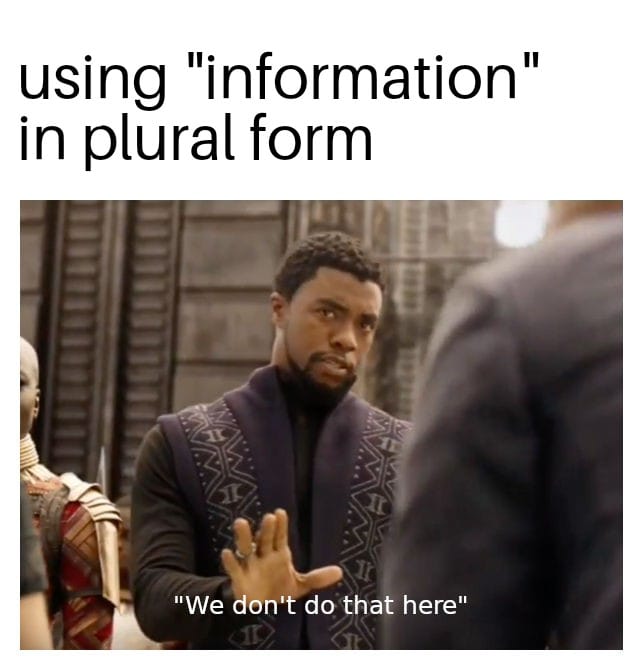 using "information"
in plural form
"We don't do that here"